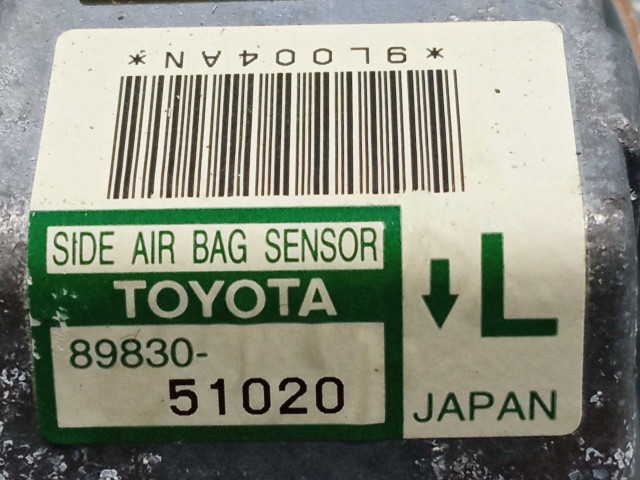 *9L004AN*
SIDE AIR BAG SENSOR
TOYOTA
89830-
51020
↓ L
JAPAN